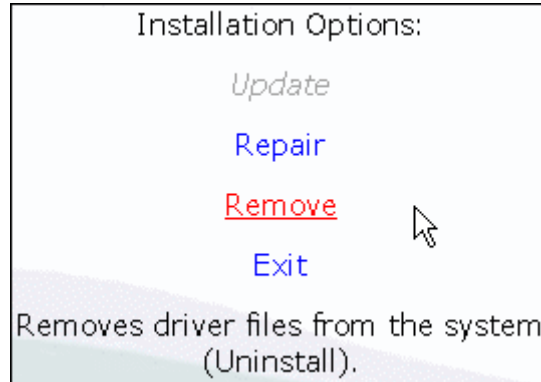 Installation Options:
Update
Repair
Remove
Exit
Removes driver files from the system
(Uninstall).